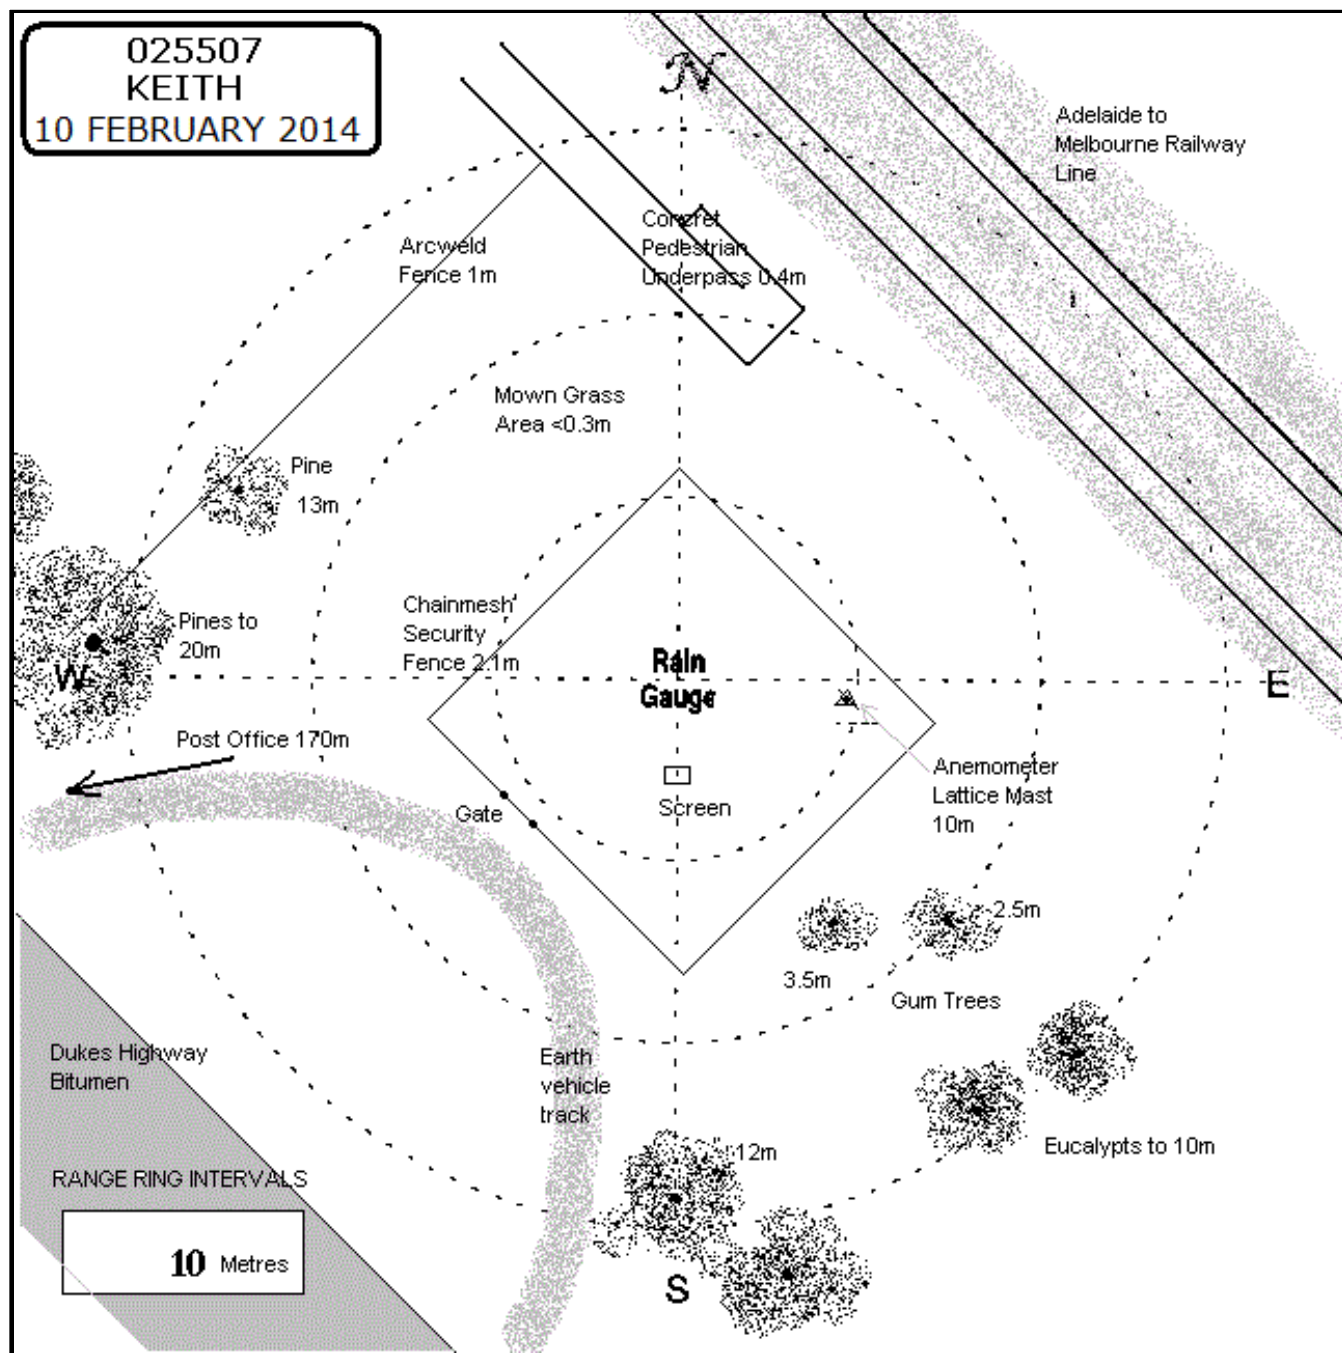 025507
KEITH
10 FEBRUARY 2014
N
Adelaide to
Melbourne Railway
Line
Concret
Pedestrian
Underpass 0.4m
Arcweld
Fence 1m
Mown Grass
Area <0.3m
Pine
13m
Chainmesh
Security
Fence 2.1m
Pines to
20m
Rain
Gauge
W
E
Post Office 170m
Anemometer
Lattice Mast
10m
Gate
Screen
2.5m
3.5m
Gum Trees
Dukes Highway
Bitumen
Earth
vehicle
track
12m
Eucalypts to 10m
RANGE RING INTERVALS
10 Metres
S